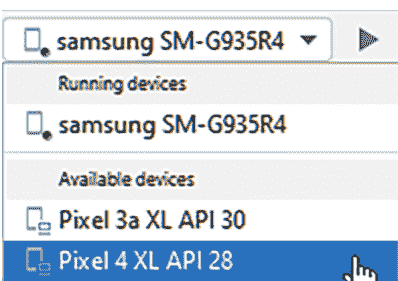 samsung SM-G935R4
Running devices
samsung SM-G935R4
Available devices
Pixel 3a XL API 30
Pixel 4 XL API 28